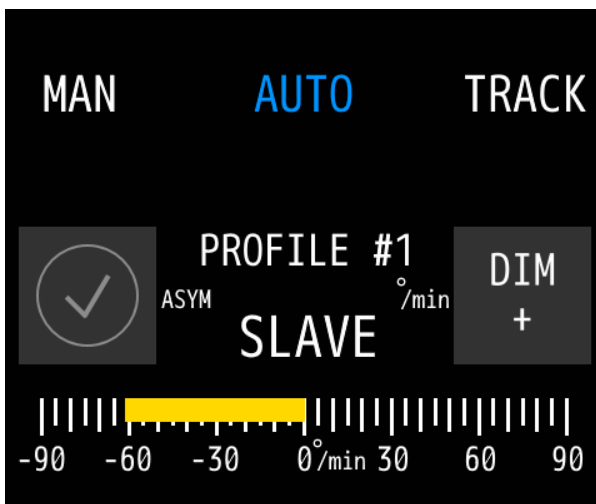 MAN AUTO TRACK
PROFILE #1
ASYM °/min
SLAVE
DIM
+
-90 -60 -30 0°/min 30 60 90